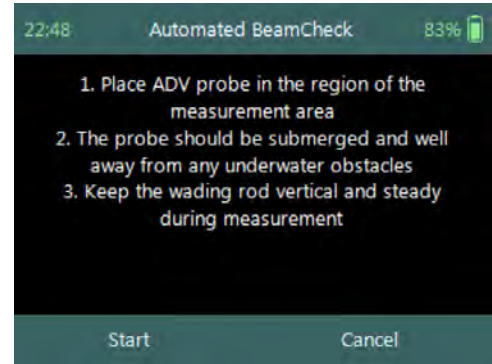 22:48 Automated BeamCheck 83%
1. Place ADV probe in the region of the
measurement area
2. The probe should be submerged and well
away from any underwater obstacles
3. Keep the wading rod vertical and steady
during measurement
Start Cancel